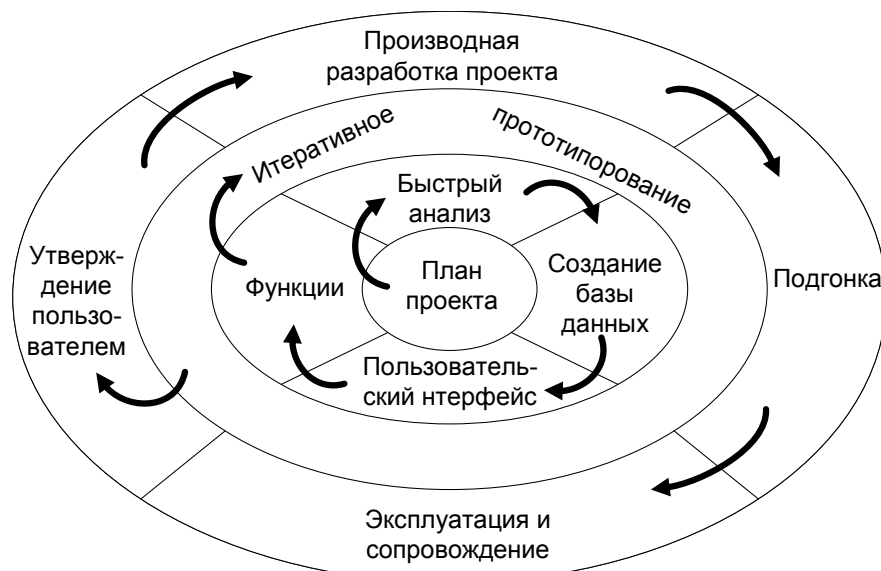 Производная
разработка проекта
Итеративное
прототипорование
Быстрый
анализ
Утверж-
дение
пользо-
вателем
Функции
План
проекта
Создание
базы
данных
Подгонка
Пользователь-
ский нтерфейс
Эксплуатация и
сопровождение